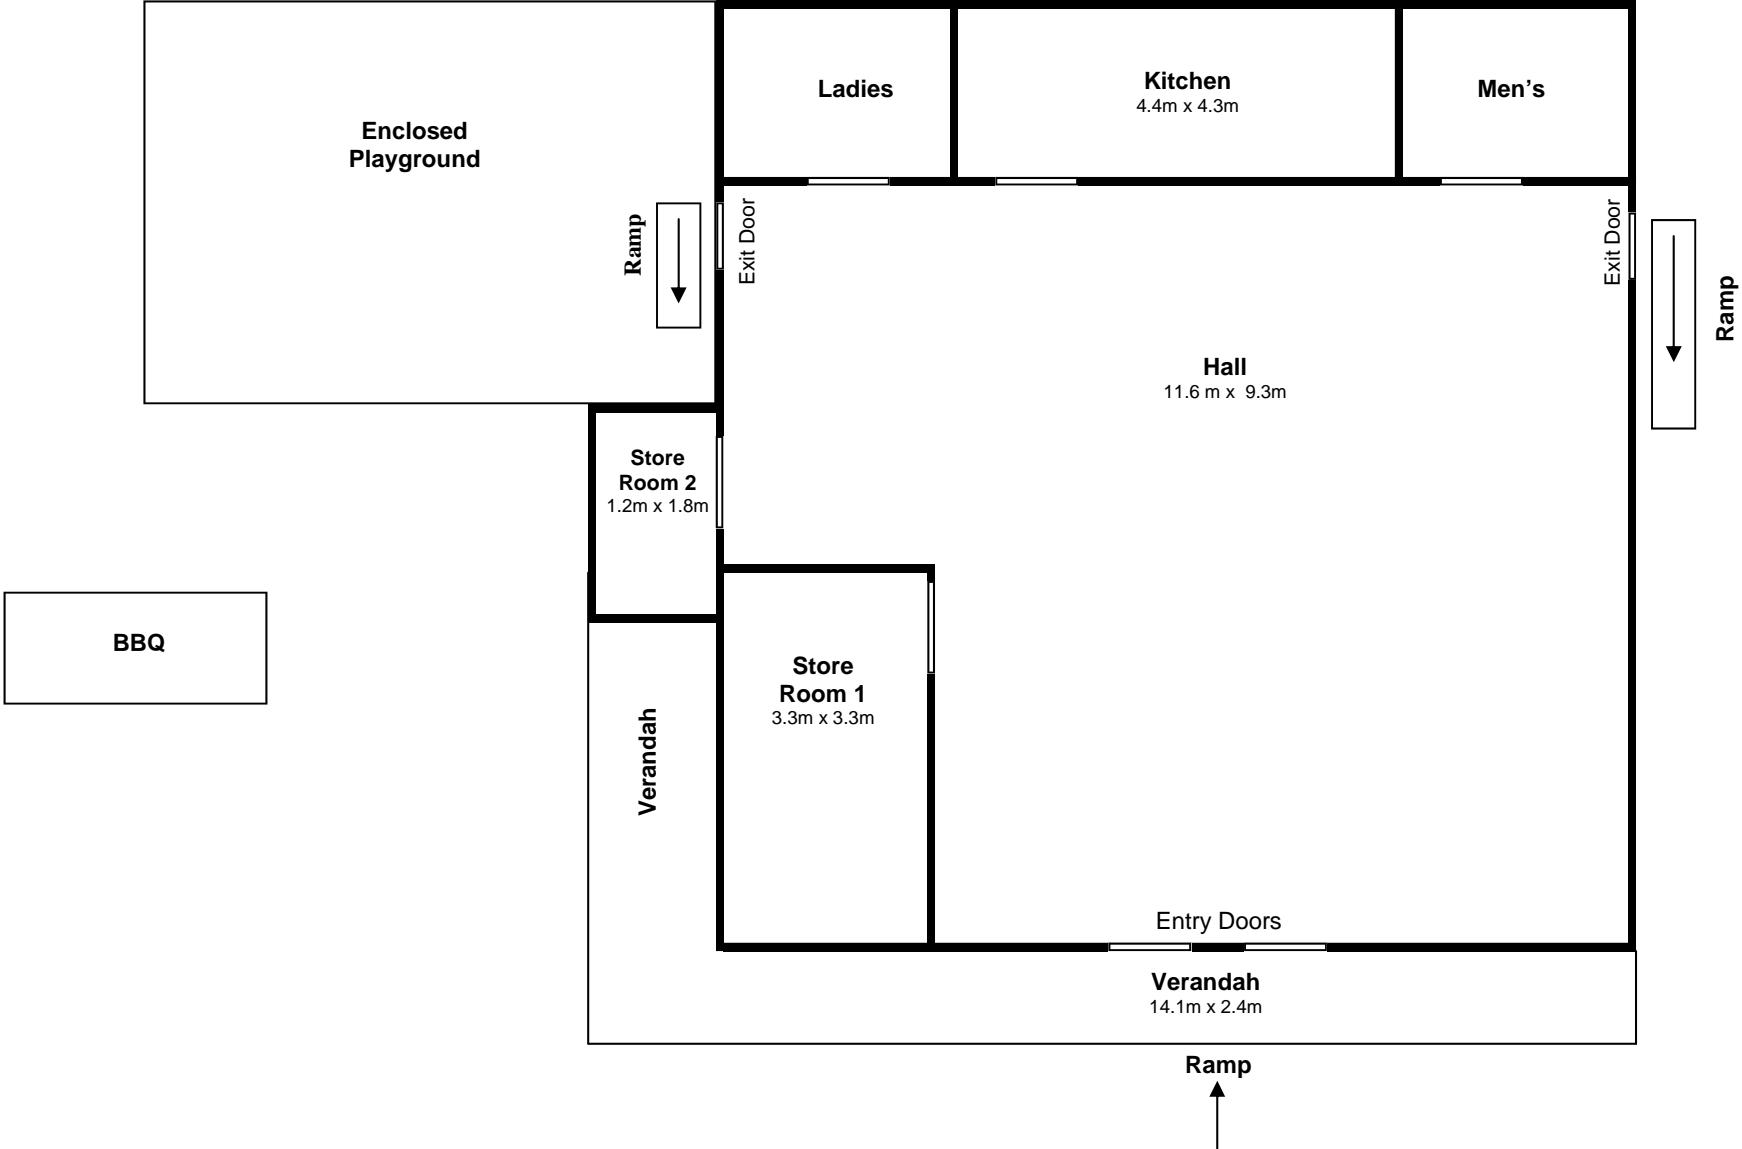 Ladies
Kitchen
4.4m x 4.3m
Men’s
Enclosed
Playground
Ramp
Exit Door
Exit Door
Ramp
Hall
11.6 m x  9.3m
Store
Room 2
1.2m x 1.8m
BBQ
Store
Room 1
3.3m x 3.3m
Verandah
Entry Doors
Verandah
14.1m x 2.4m
Ramp